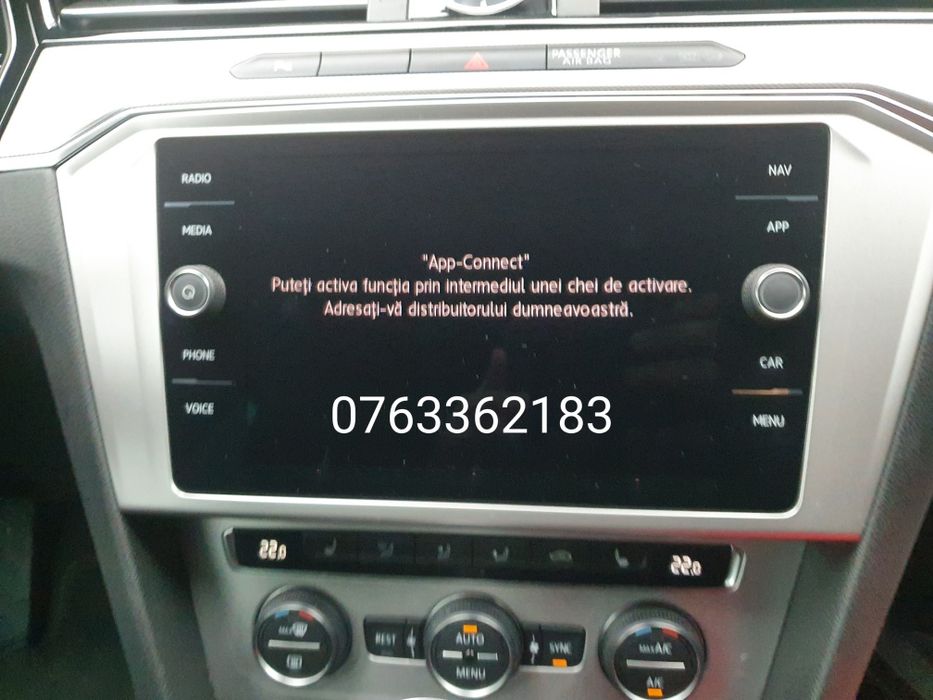 PASSENGER
AIR BAG
RADIO
NAV
MEDIA
APP
"App-Connect"
Puteți activa funcția prin intermediul unei chei de activare.
Adresați-vă distribuitorului dumneavoastră.
PHONE
CAR
VOICE
0763362183
MENU
22.0
22.0
REST
AUTO
SYNC
MENU
MAX
MAX A/C
A/C